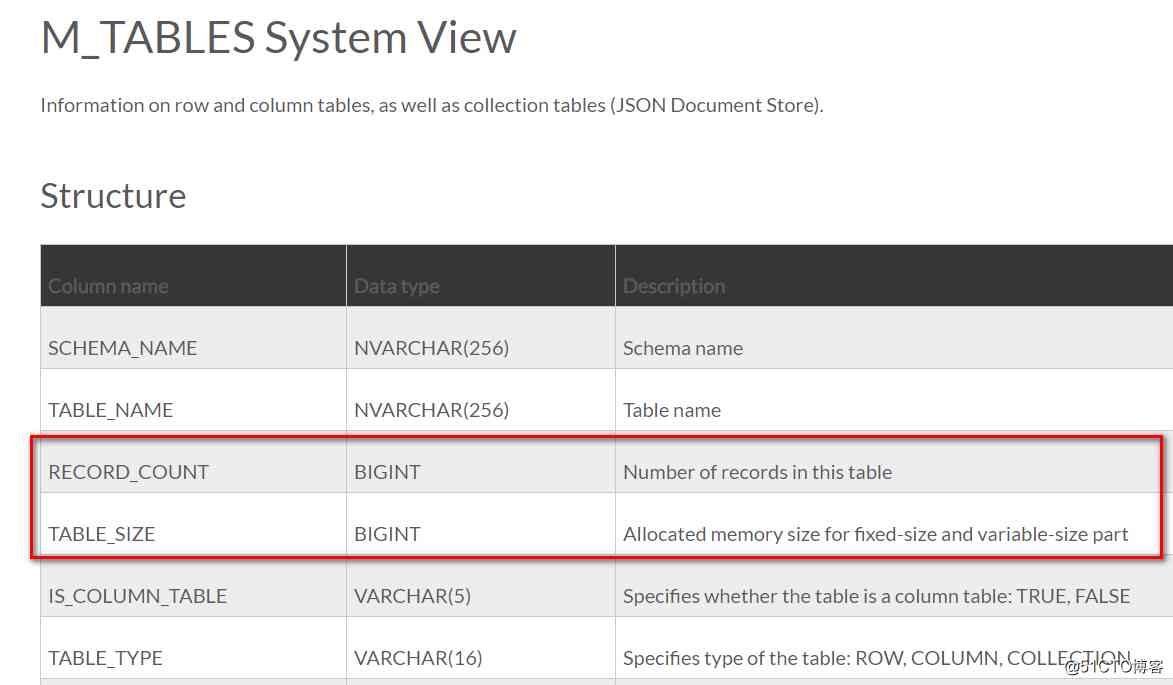 M_TABLES System View
Information on row and column tables, as well as collection tables (JSON Document Store).
Structure
Column name Data type Description
SCHEMA_NAME NVARCHAR(256) Schema name
TABLE_NAME NVARCHAR(256) Table name
RECORD_COUNT BIGINT Number of records in this table
TABLE_SIZE BIGINT Allocated memory size for fixed-size and variable-size part
IS_COLUMN_TABLE VARCHAR(5) Specifies whether the table is a column table: TRUE, FALSE
TABLE_TYPE VARCHAR(16) Specifies type of the table: ROW, COLUMN, COLLECTION
@51CTO博客